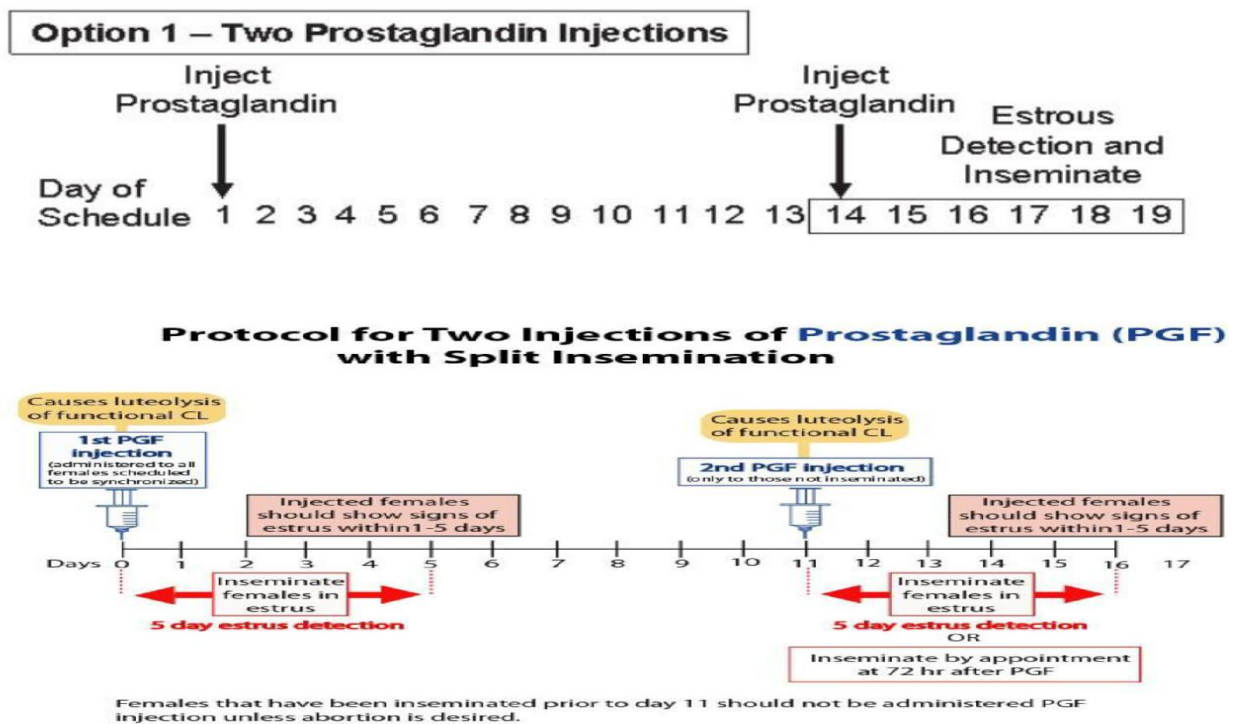 Option 1 – Two Prostaglandin Injections
Inject
Prostaglandin
Inject
Prostaglandin
Estrous
Detection and
Inseminate
Day of
Schedule 1 2 3 4 5 6 7 8 9 10 11 12 13 14 15 16 17 18 19
Protocol for Two Injections of Prostaglandin (PGF)
with Split Insemination
Causes luteolysis
of functional CL
1st PGF
injection
(administered to all
females scheduled
to be synchronized)
Injected females
should show signs of
estrus within1-5 days
Causes luteolysis
of functional CL
2nd PGF injection
(only to those not inseminated)
Injected females
should show signs of
estrus within1-5 days
Days 0 1 2 3 4 5 6 7 8 9 10 11 12 13 14 15 16 17
Inseminate
females in
estrus
5 day estrus detection
Inseminate
females in
estrus
5 day estrus detection
OR
Inseminate by appointment
at 72 hr after PGF
Females that have been inseminated prior to day 11 should not be administered PGF
injection unless abortion is desired.